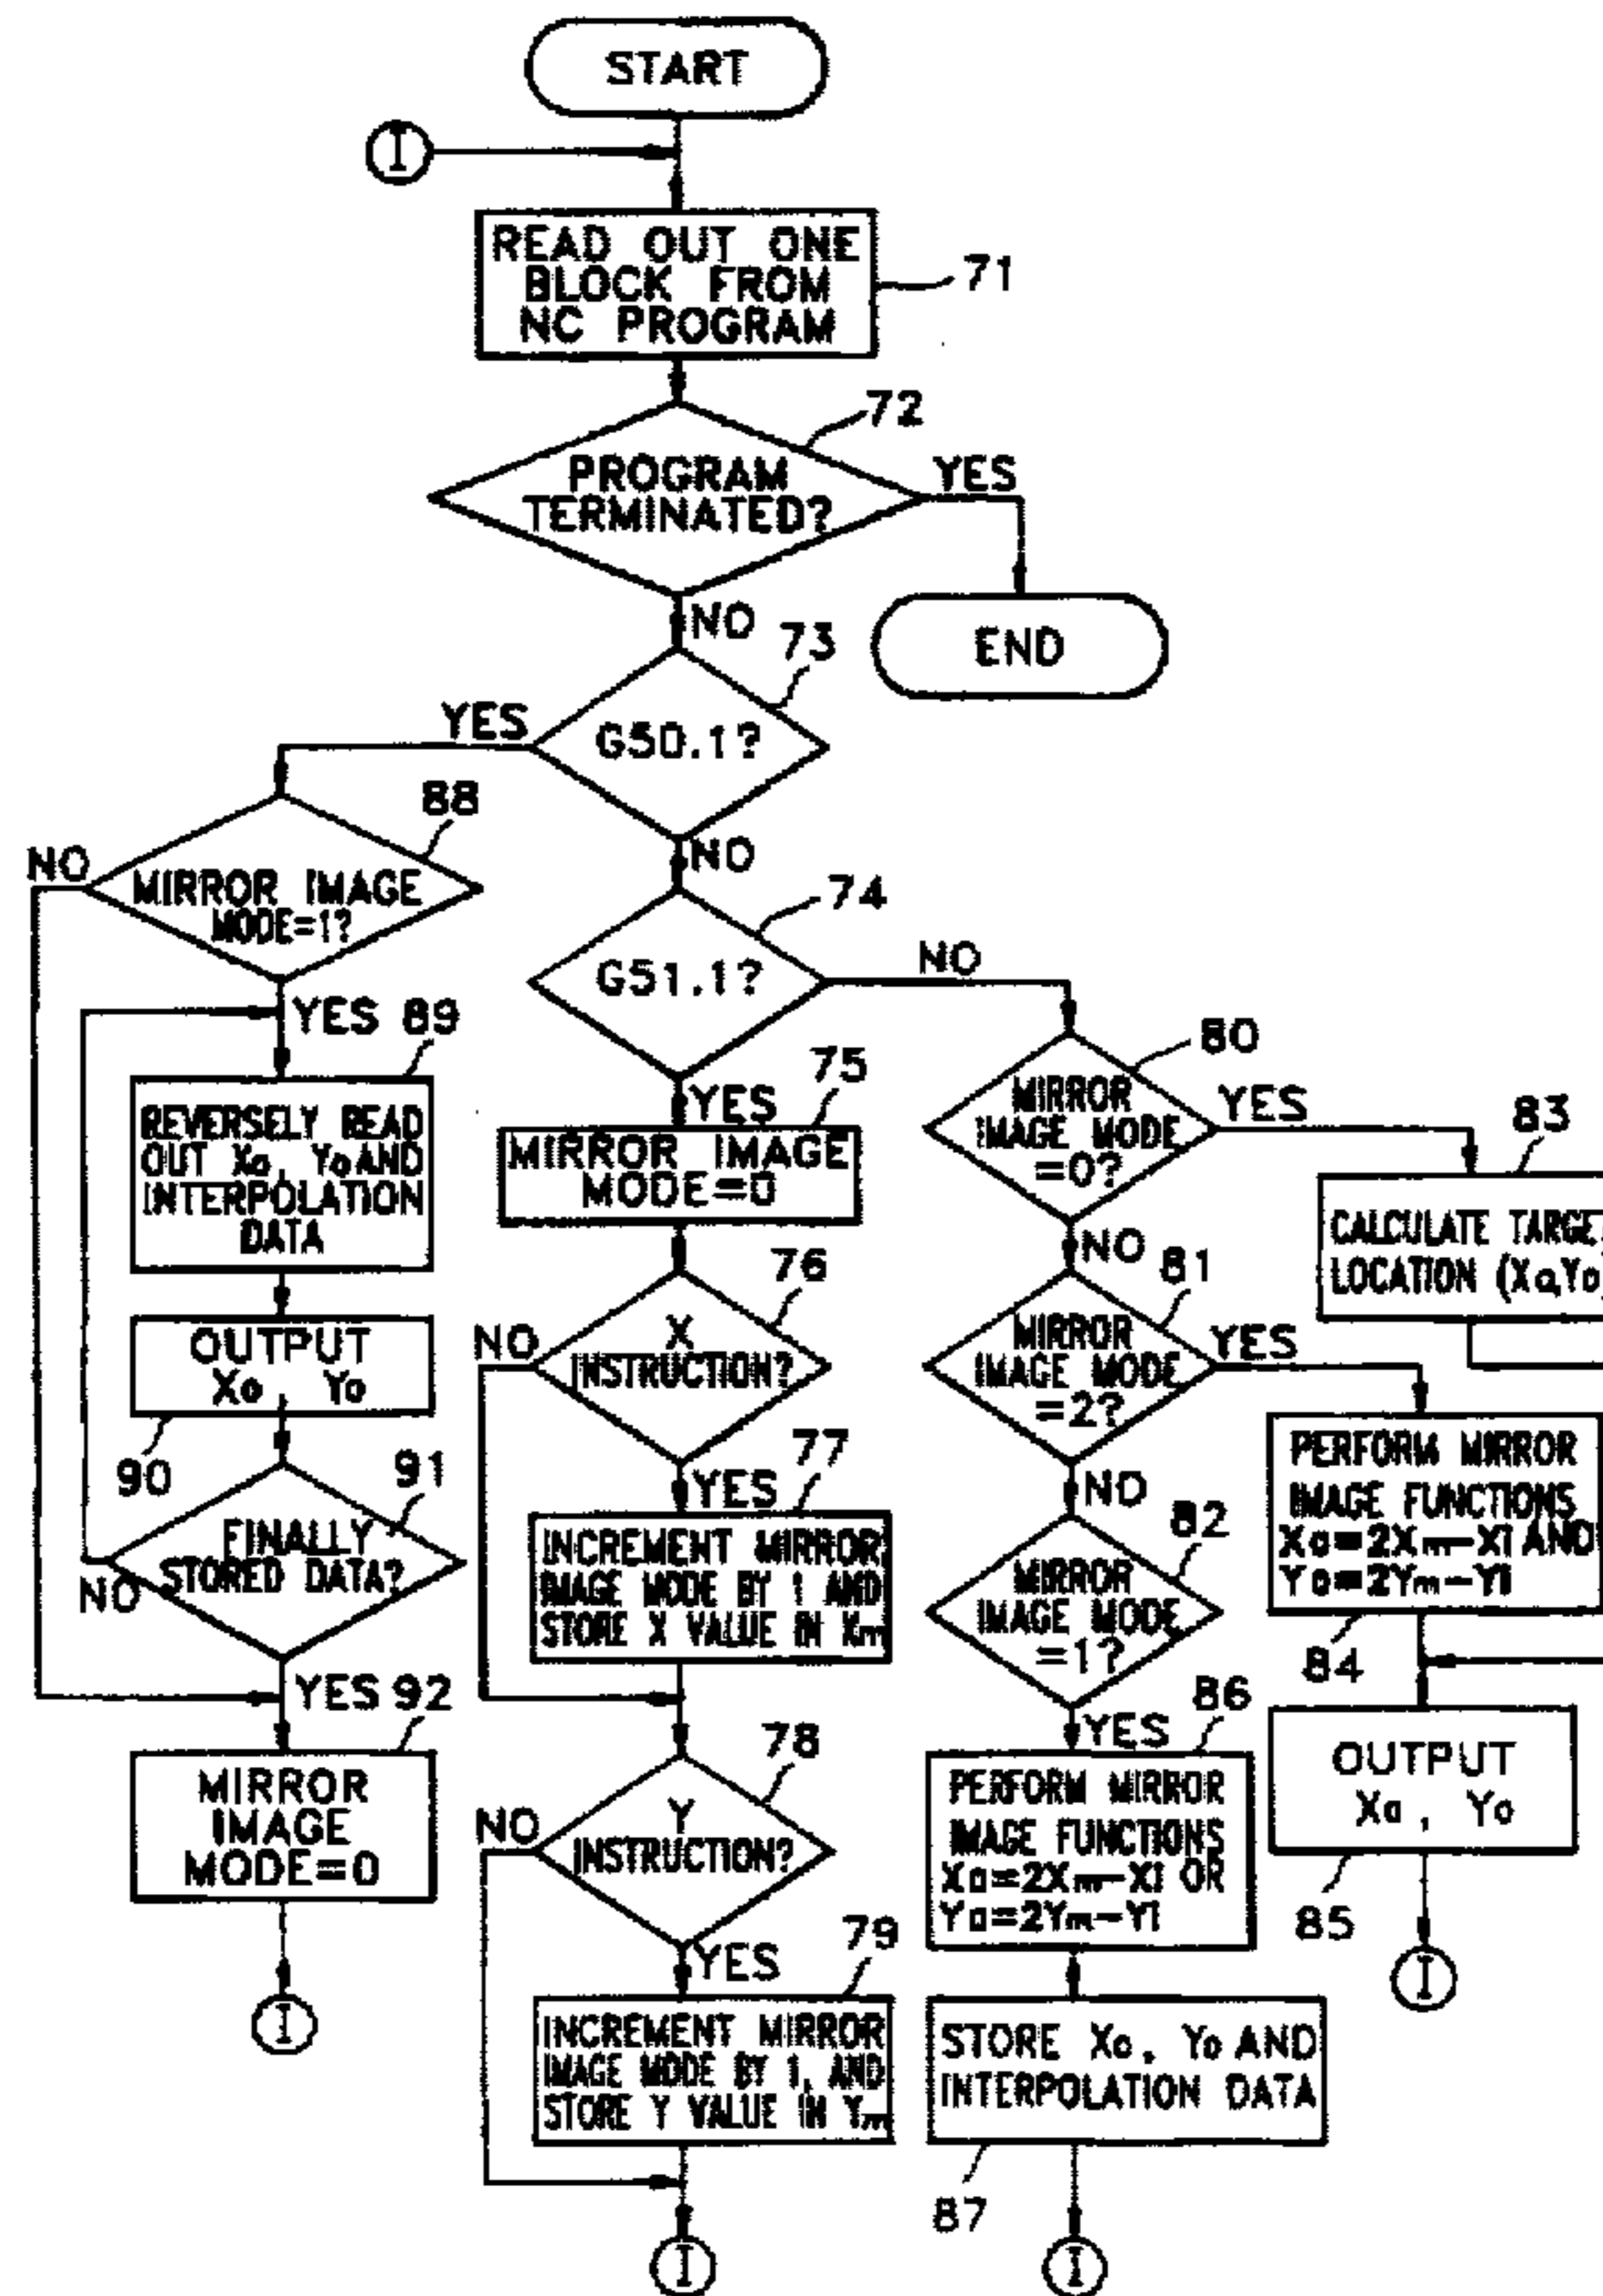 START
I
READ OUT ONE
BLOCK FROM
NC PROGRAM
71
72
PROGRAM
TERMINATED?
YES
NO
END
73
G50.1?
YES
NO
88
MIRROR IMAGE
MODE=1?
NO
YES
89
REVERSELY READ
OUT Xo, Yo AND
INTERPOLATION
DATA
OUTPUT
Xo Yo
90
91
FINALLY
STORED DATA?
NO
YES
92
MIRROR
IMAGE
MODE=0
I
74
G51.1?
NO
YES
75
MIRROR IMAGE
MODE=0
76
X
INSTRUCTION?
NO
YES
77
INCREMENT MIRROR
IMAGE MODE BY 1 AND
STORE X VALUE IN Xm
78
Y
INSTRUCTION?
NO
YES
79
INCREMENT MIRROR
IMAGE MODE BY 1, AND
STORE Y VALUE IN Ym
I
80
MIRROR
IMAGE MODE
=0?
YES
NO
83
CALCULATE TARGET
LOCATION (Xo,Yo)
81
MIRROR
IMAGE MODE
=2?
YES
NO
PERFORM MIRROR
IMAGE FUNCTIONS
Xo=2Xm-Xi AND
Yo=2Ym-Yi
84
82
MIRROR
IMAGE MODE
=1?
YES
86
PERFORM MIRROR
IMAGE FUNCTIONS
Xo=2Xm-Xi OR
Yo=2Ym-Yi
OUTPUT
Xo, Yo
85
I
STORE Xo, Yo AND
INTERPOLATION DATA
87
I